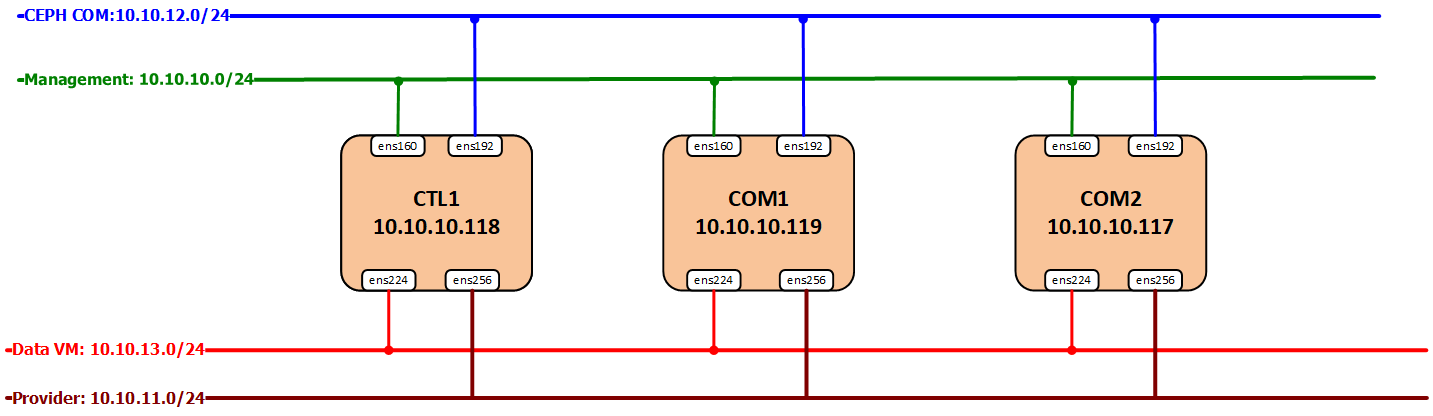 CEPH COM:10.10.12.0/24
Management: 10.10.10.0/24
ens160 ens192 ens160 ens192 ens160 ens192
CTL1 COM1 COM2
10.10.10.118 10.10.10.119 10.10.10.117
ens224 ens256 ens224 ens256 ens224 ens256
Data VM: 10.10.13.0/24
Provider: 10.10.11.0/24